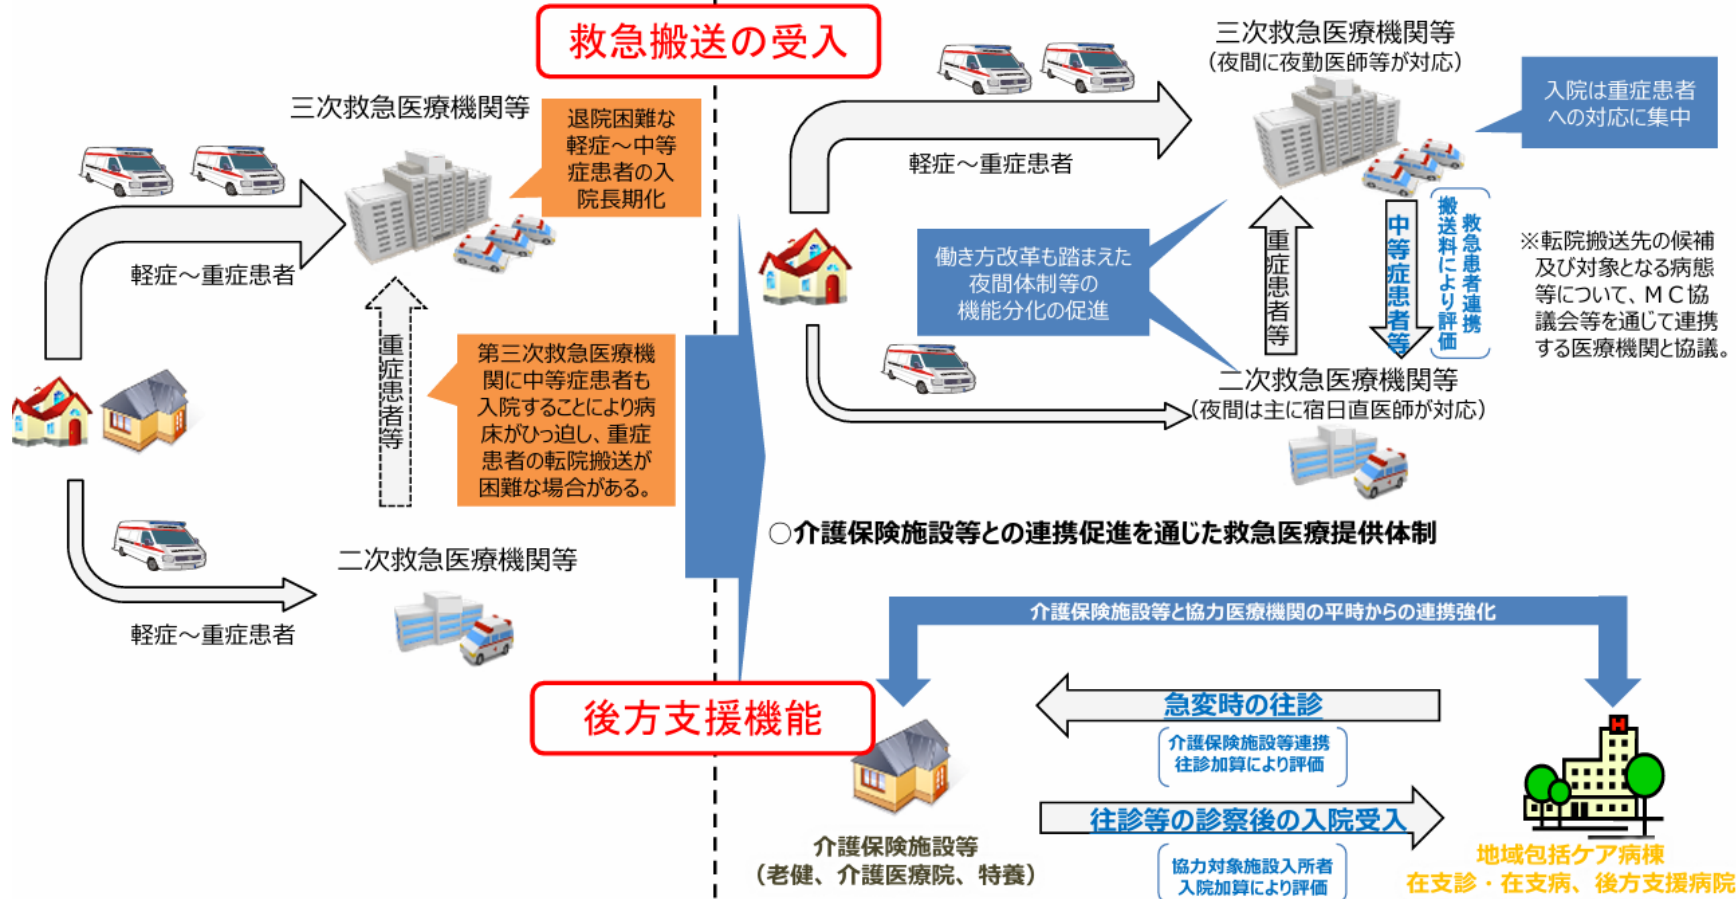 救急搬送の受入
三次救急医療機関等
退院困難な
軽症～中等
症患者の入
院長期化
軽症～重症患者
重症患者等
第三次救急医療機
関に中等症患者も
入院することにより病
床がひっ迫し、重症
患者の転院搬送が
困難な場合がある。
二次救急医療機関等
軽症～重症患者
三次救急医療機関等
（夜間に夜勤医師等が対応）
入院は重症患者
への対応に集中
軽症～重症患者
働き方改革も踏まえた
夜間体制等の
機能分化の促進
重症患者等
中等症患者等
救急患者連携
搬送料により評価
※転院搬送先の候補
及び対象となる病態
等について、ＭＣ協
議会等を通じて連携
する医療機関と協議。
二次救急医療機関等
（夜間は主に宿日直医師が対応）
○介護保険施設等との連携促進を通じた救急医療提供体制
介護保険施設等と協力医療機関の平時からの連携強化
後方支援機能
急変時の往診
介護保険施設等連携
往診加算により評価
往診等の診察後の入院受入
協力対象施設入所者
入院加算により評価
介護保険施設等
（老健、介護医療院、特養）
H
地域包括ケア病棟
在支診・在支病、後方支援病院